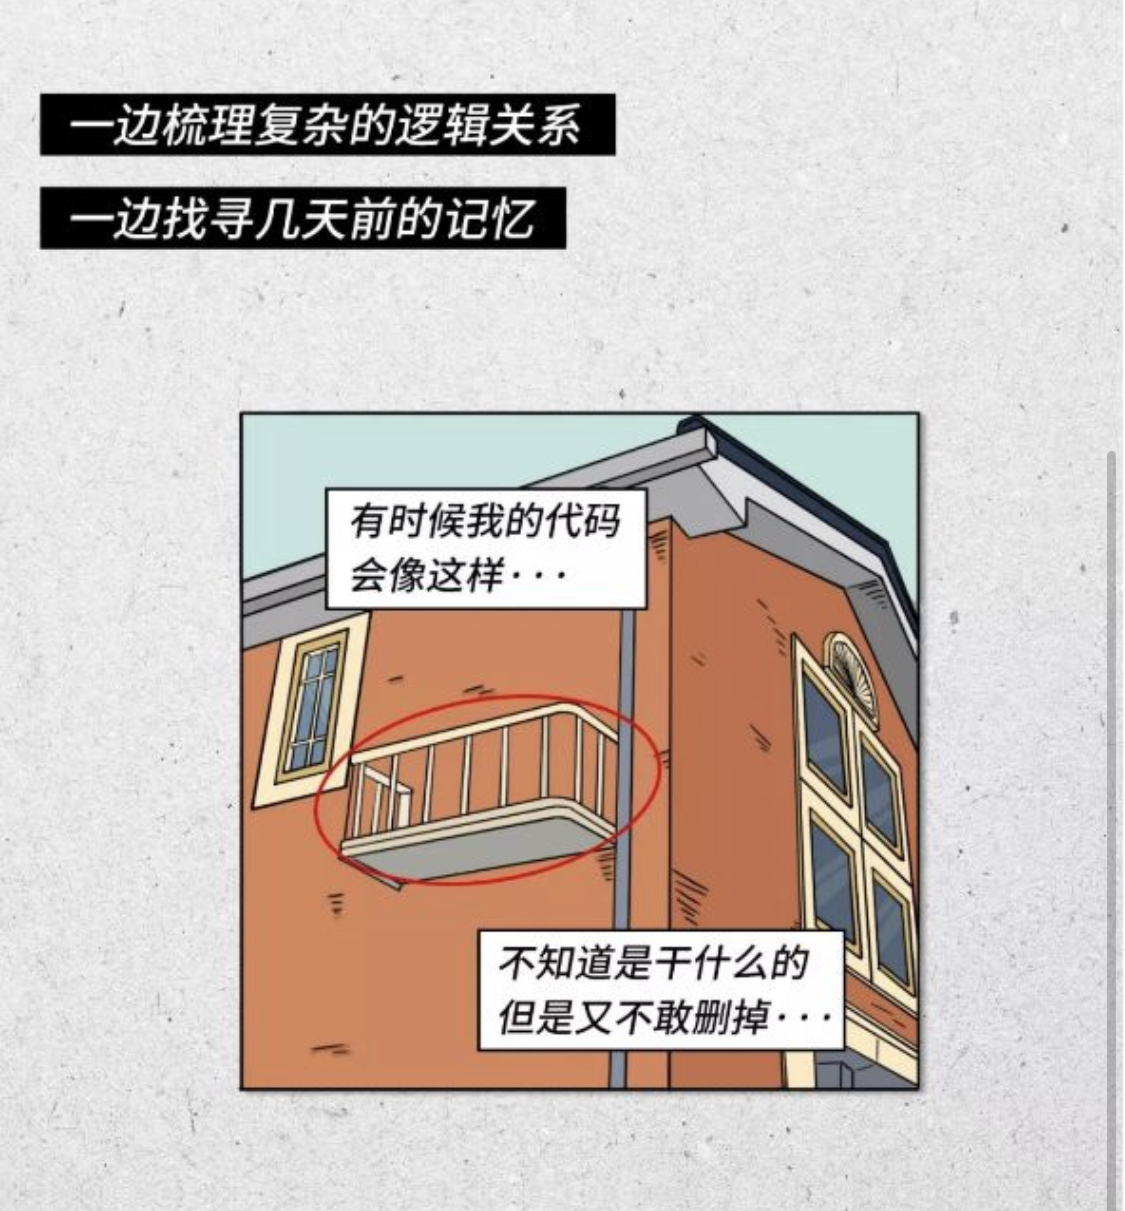 一边梳理复杂的逻辑关系
一边找寻几天前的记忆
有时候我的代码
会像这样···
不知道是干什么的
但是又不敢删掉···